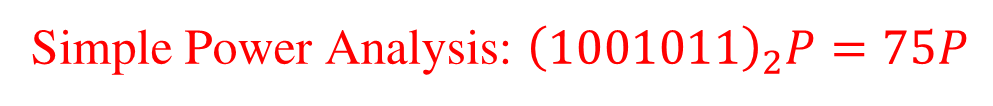 Simple Power Analysis: (1001011)₂P = 75P